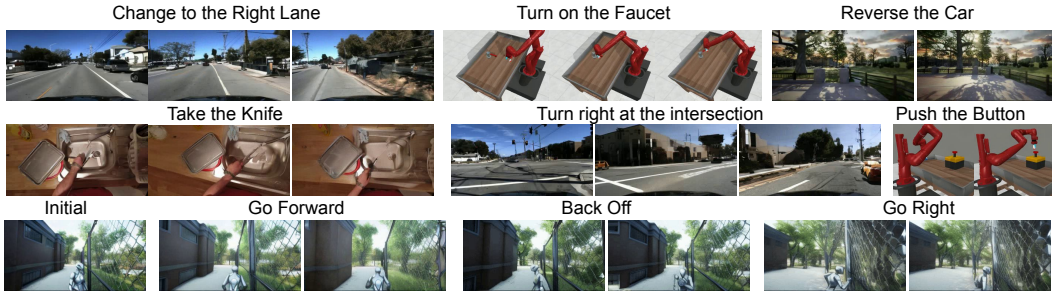 Change to the Right Lane
Turn on the Faucet
Reverse the Car
Take the Knife
Turn right at the intersection
Push the Button
Initial
Go Forward
Back Off
Go Right